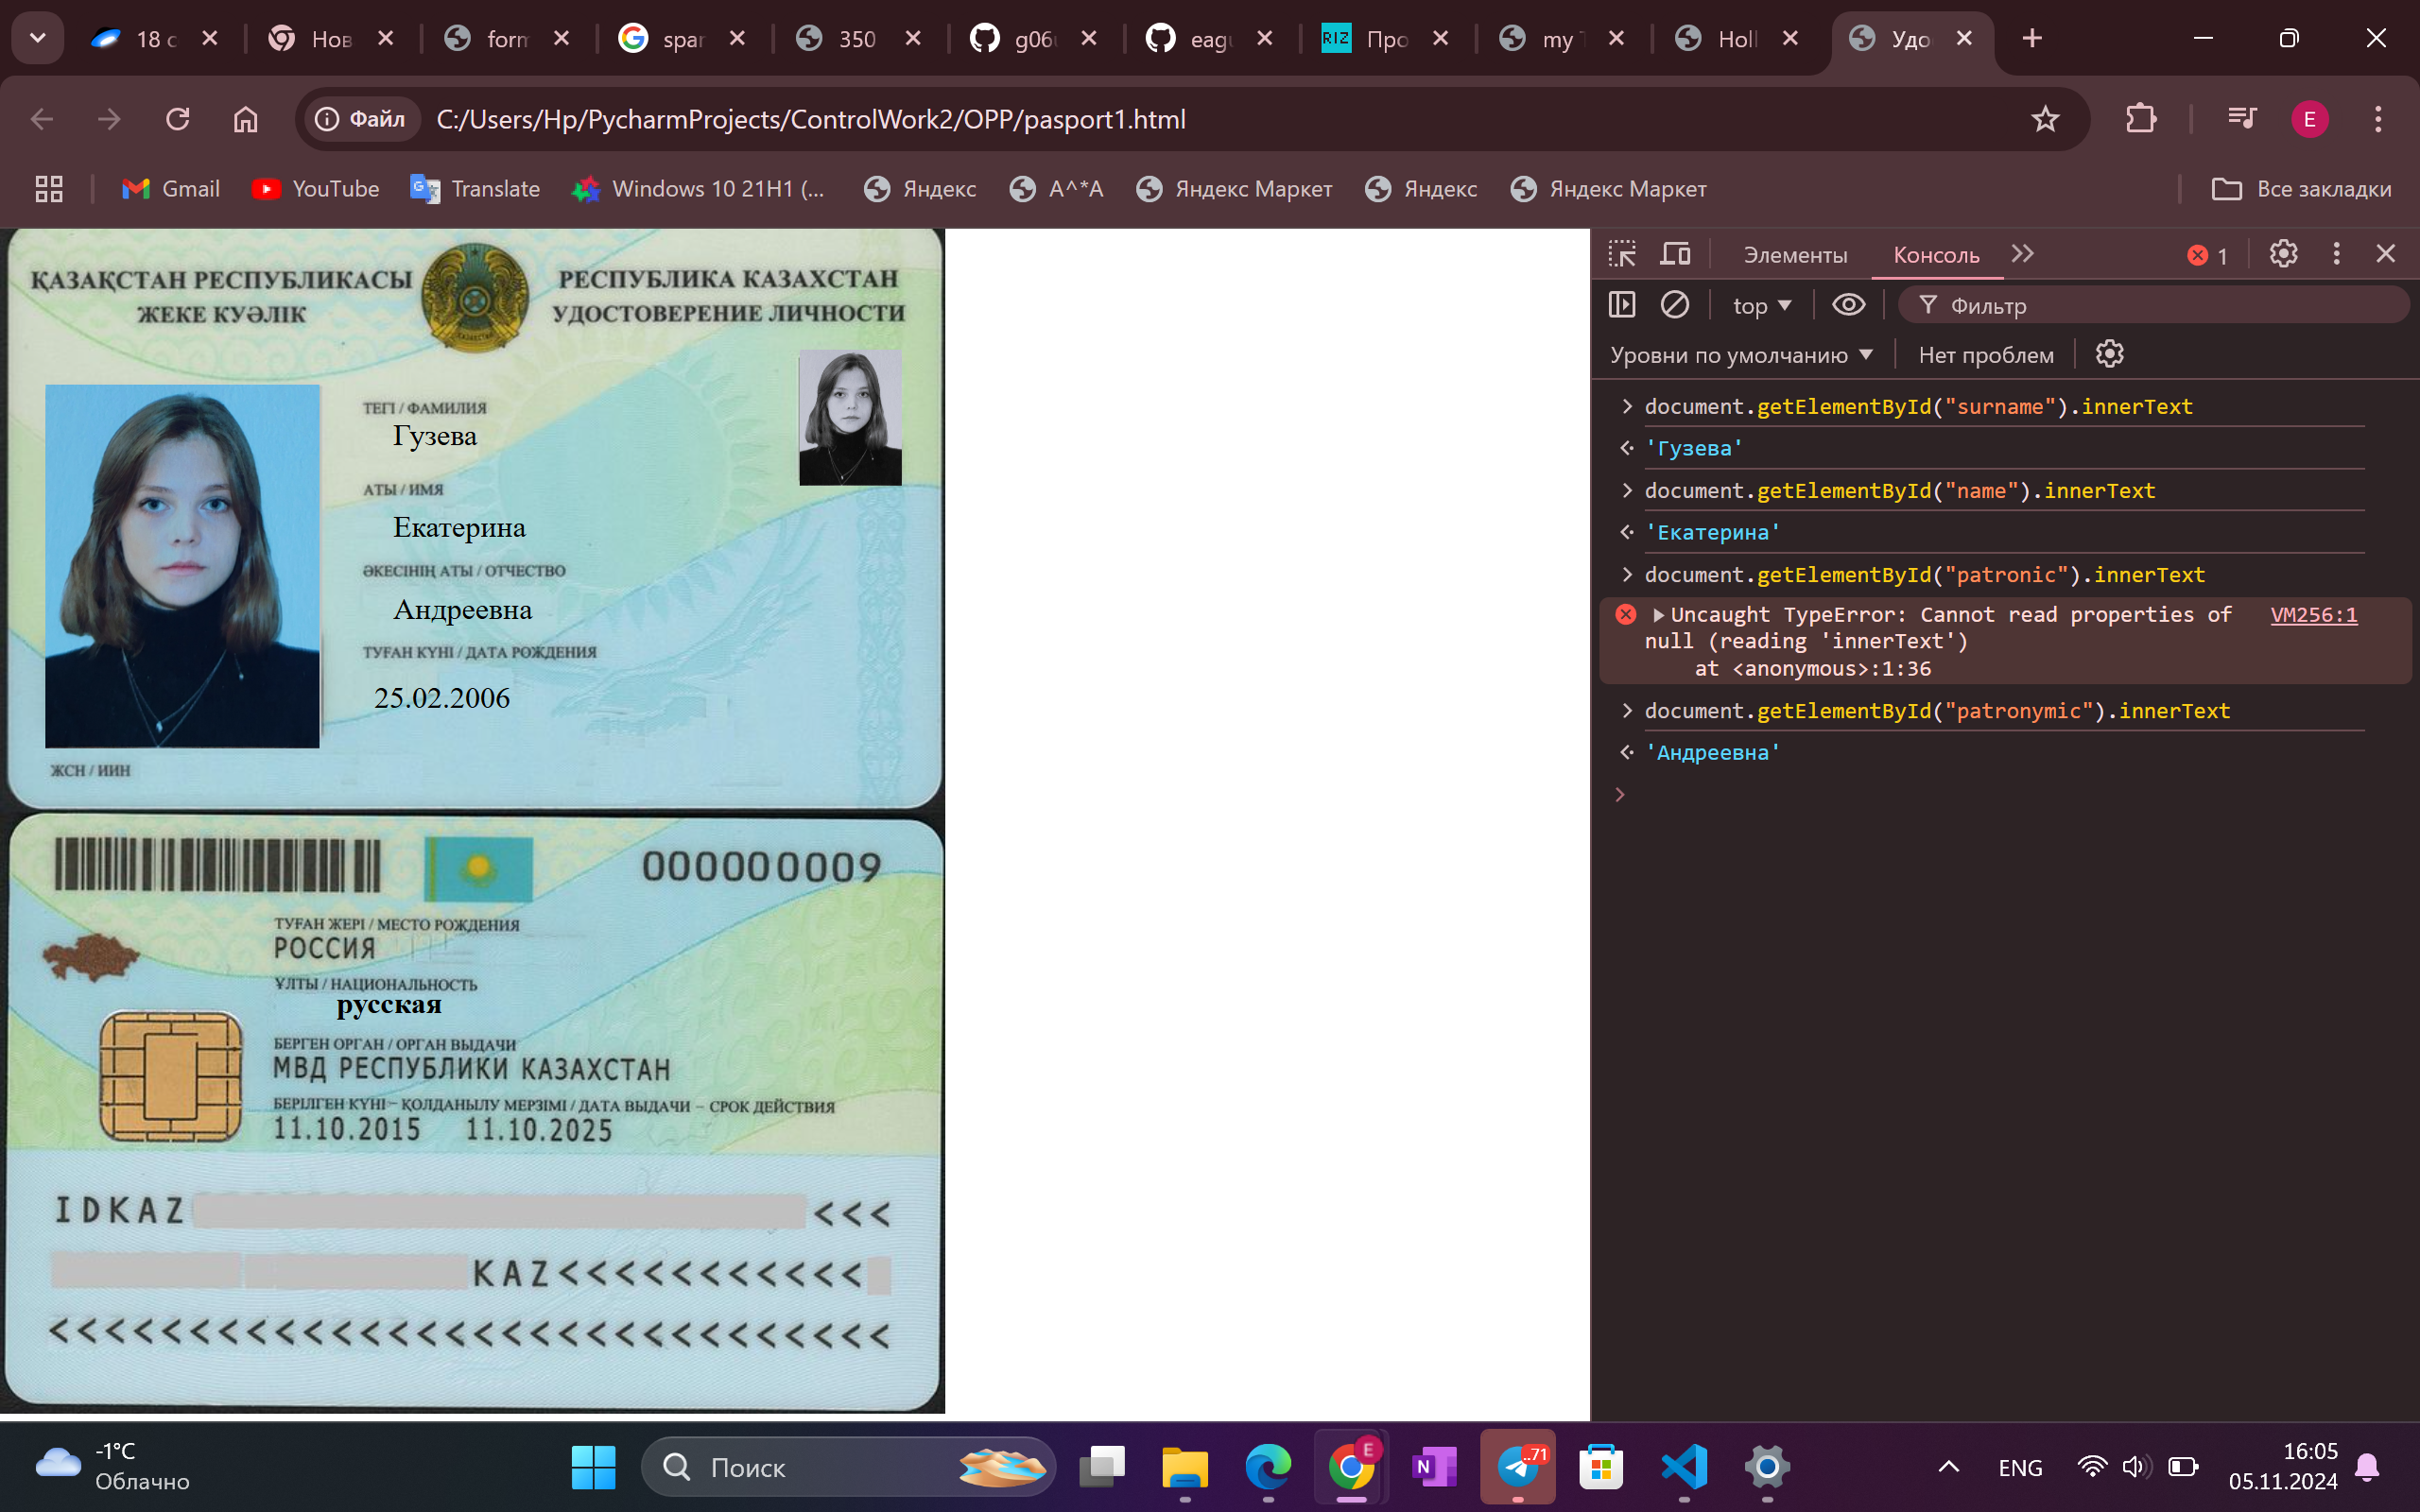 18 с
Нов
form
spar
350
g06u
eagu
RIZ Про
my T
Holl
Удо
Файл C:/Users/Hp/PycharmProjects/ControlWork2/OPP/pasport1.html
E
Gmail YouTube Translate Windows 10 21H1 (... Яндекс A^*A Яндекс Маркет Яндекс Яндекс Маркет Все закладки
ҚАЗАҚСТАН РЕСПУБЛИКАСЫ
ЖЕКЕ КУӘЛІК
РЕСПУБЛИКА КАЗАХСТАН
УДОСТОВЕРЕНИЕ ЛИЧНОСТИ
ТЕГІ / ФАМИЛИЯ
Гузева
АТЫ / ИМЯ
Екатерина
ӘКЕСІНІҢ АТЫ / ОТЧЕСТВО
Андреевна
ТУҒАН КҮНІ / ДАТА РОЖДЕНИЯ
25.02.2006
ЖСН / ИИН
000000009
ТУҒАН ЖЕРІ / МЕСТО РОЖДЕНИЯ
РОССИЯ
ҰЛТЫ / НАЦИОНАЛЬНОСТЬ
русская
БЕРГЕН ОРГАН / ОРГАН ВЫДАЧИ
МВД РЕСПУБЛИКИ КАЗАХСТАН
БЕРІЛГЕН КҮНІ – ҚОЛДАНЫЛУ МЕРЗІМІ / ДАТА ВЫДАЧИ – СРОК ДЕЙСТВИЯ
11.10.2015 11.10.2025
IDKAZ <<<
KAZ<<<<<<<<<<<
<<<<<<<<<<<<<<<<<<<<<<<<<<<<<<
Элементы Консоль 1
top Фильтр
Уровни по умолчанию Нет проблем
document.getElementById("surname").innerText
'Гузева'
document.getElementById("name").innerText
'Екатерина'
document.getElementById("patronic").innerText
Uncaught TypeError: Cannot read properties of VM256:1
null (reading 'innerText')
at <anonymous>:1:36
document.getElementById("patronymic").innerText
'Андреевна'
-1°C
Облачно
Поиск
E
N
..71
ENG
16:05
05.11.2024